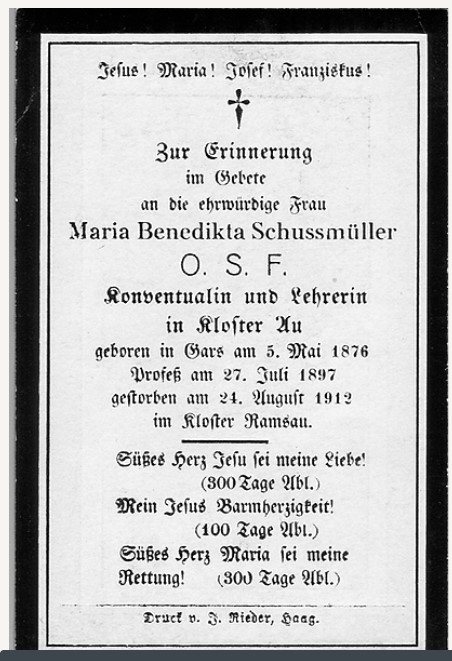 Jesus! Maria! Josef! Franziskus!
Zur Erinnerung
im Gebete
an die ehrwürdige Frau
Maria Benedikta Schussmüller
O. S. F.
Konventualin und Lehrerin
in Kloster Au
geboren in Gars am 5. Mai 1876
Profeß am 27. Juli 1897
gestorben am 24. August 1912
im Kloster Ramsau.
Süßes Herz Jesu sei meine Liebe!
(300 Tage Abl.)
Mein Jesus Barmherzigkeit!
(100 Tage Abl.)
Süßes Herz Maria sei meine
Rettung! (300 Tage Abl.)
Druck v. J. Rieder, Haag.